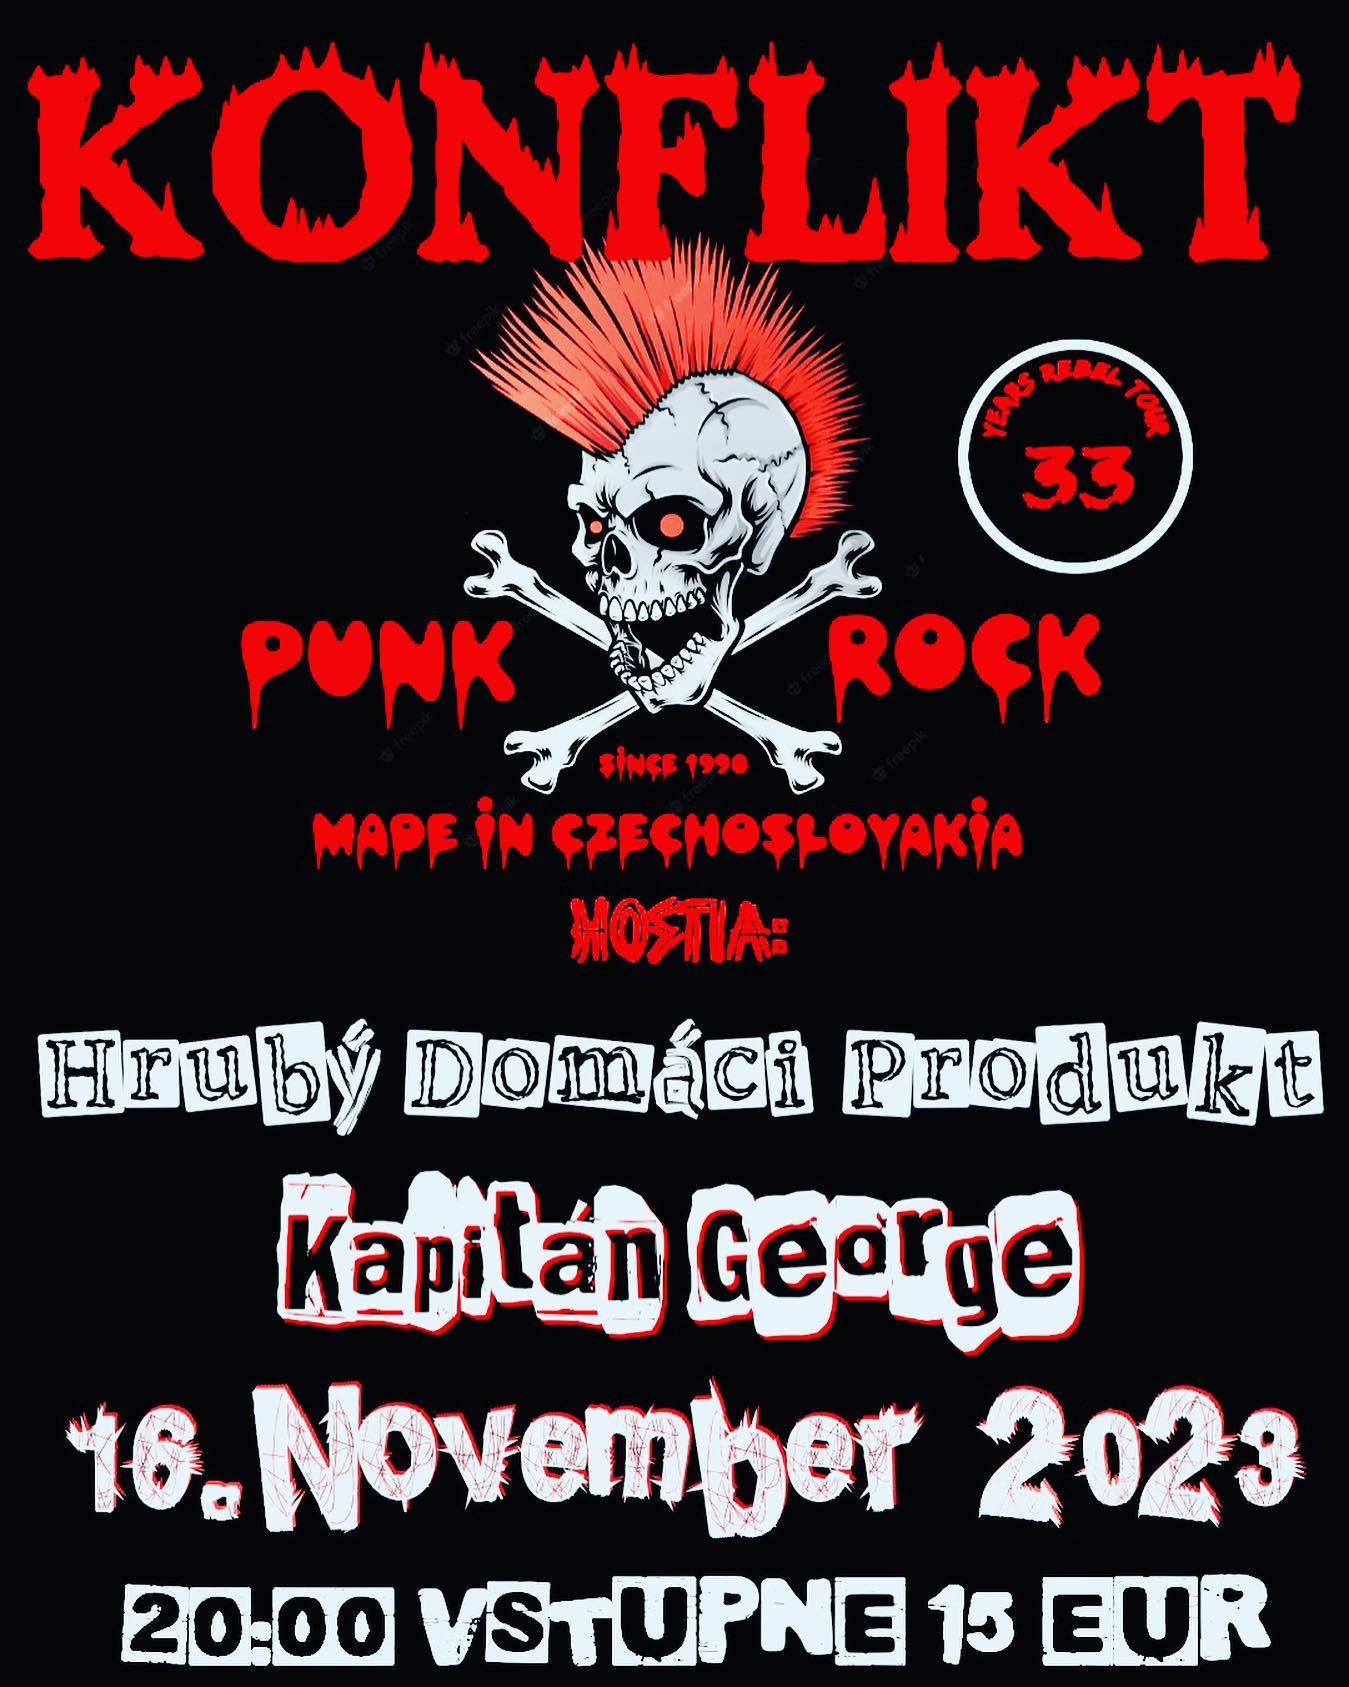 KONFLIKT
YEARS REBEL TOUR
33
PUNK ROCK
SINCE 1990
MADE IN CZECHOSLOVAKIA
HOSTIA:
Hrubý Domáci Produkt
Kapitán George
16. November 2023
20:00 VSTUPNE 15 EUR